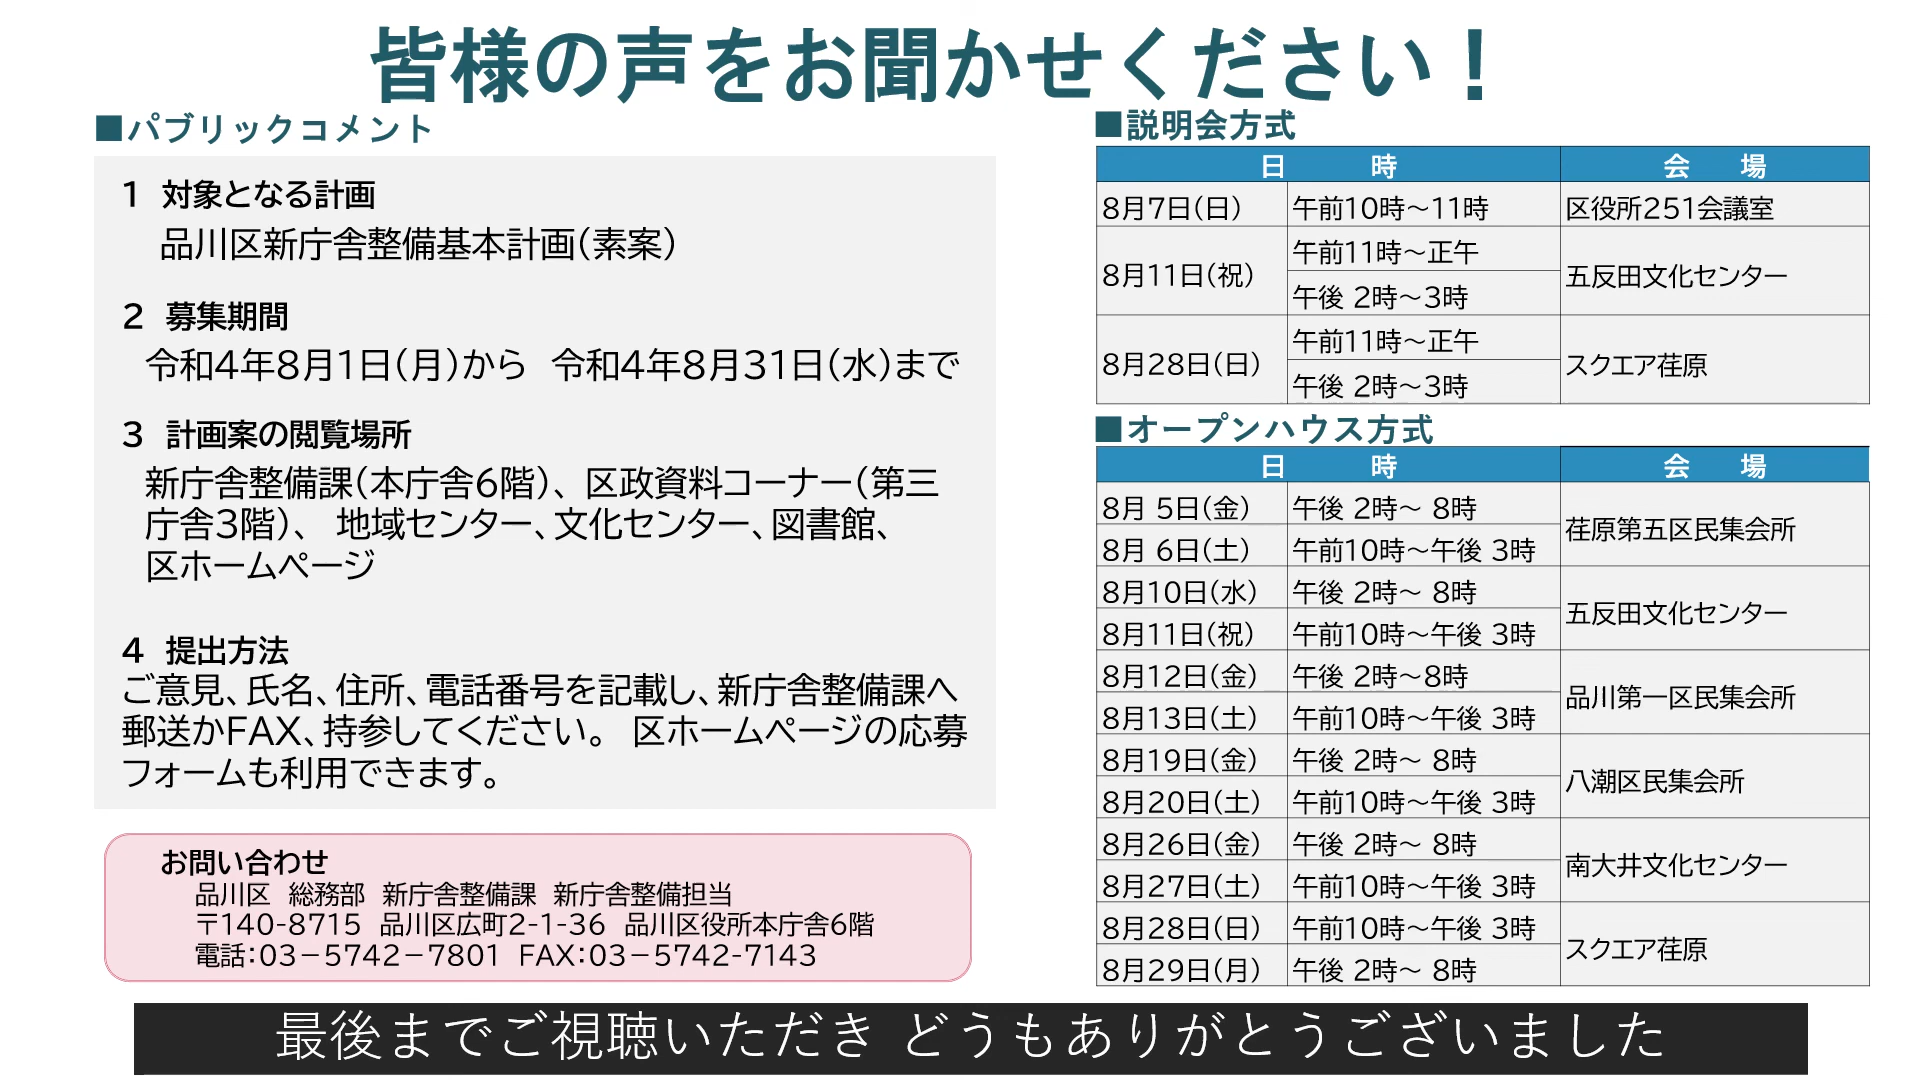 皆様の声をお聞かせください！
■パブリックコメント
1　対象となる計画
品川区新庁舎整備基本計画(素案)
2　募集期間
令和4年8月1日(月)から　令和4年8月31日(水)まで
3　計画案の閲覧場所
新庁舎整備課(本庁舎6階)、区政資料コーナー(第三
庁舎3階)、 地域センター、文化センター、図書館、
区ホームページ
4　提出方法
ご意見、氏名、住所、電話番号を記載し、新庁舎整備課へ
郵送かFAX、持参してください。 区ホームページの応募
フォームも利用できます。
お問い合わせ
品川区　総務部　新庁舎整備課　新庁舎整備担当
〒140-8715　品川区広町2-1-36　品川区役所本庁舎6階
電話：03－5742－7801　FAX：03－5742-7143
■説明会方式
日　時　会　場
8月7日(日)　午前10時～11時　区役所251会議室
8月11日(祝)　午前11時～正午　五反田文化センター
午後 2時～3時
8月28日(日)　午前11時～正午　スクエア荏原
午後 2時～3時
■オープンハウス方式
日　時　会　場
8月 5日(金)　午後 2時～ 8時　荏原第五区民集会所
8月 6日(土)　午前10時～午後 3時
8月10日(水)　午後 2時～ 8時　五反田文化センター
8月11日(祝)　午前10時～午後 3時
8月12日(金)　午後 2時～8時　品川第一区民集会所
8月13日(土)　午前10時～午後 3時
8月19日(金)　午後 2時～ 8時　八潮区民集会所
8月20日(土)　午前10時～午後 3時
8月26日(金)　午後 2時～ 8時　南大井文化センター
8月27日(土)　午前10時～午後 3時
8月28日(日)　午前10時～午後 3時　スクエア荏原
8月29日(月)　午後 2時～ 8時
最後までご視聴いただき どうもありがとうございました